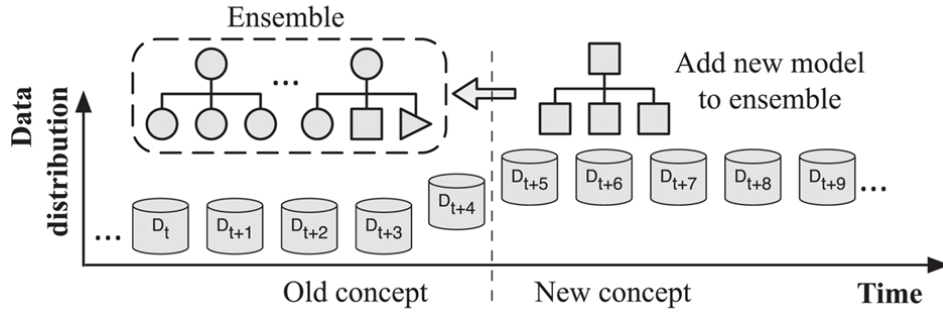 Ensemble
...
Add new model
to ensemble
Data
distribution
D_t+5 D_t+6 D_t+7 D_t+8 D_t+9 ...
... D_t D_t+1 D_t+2 D_t+3 D_t+4
Old concept
New concept
Time